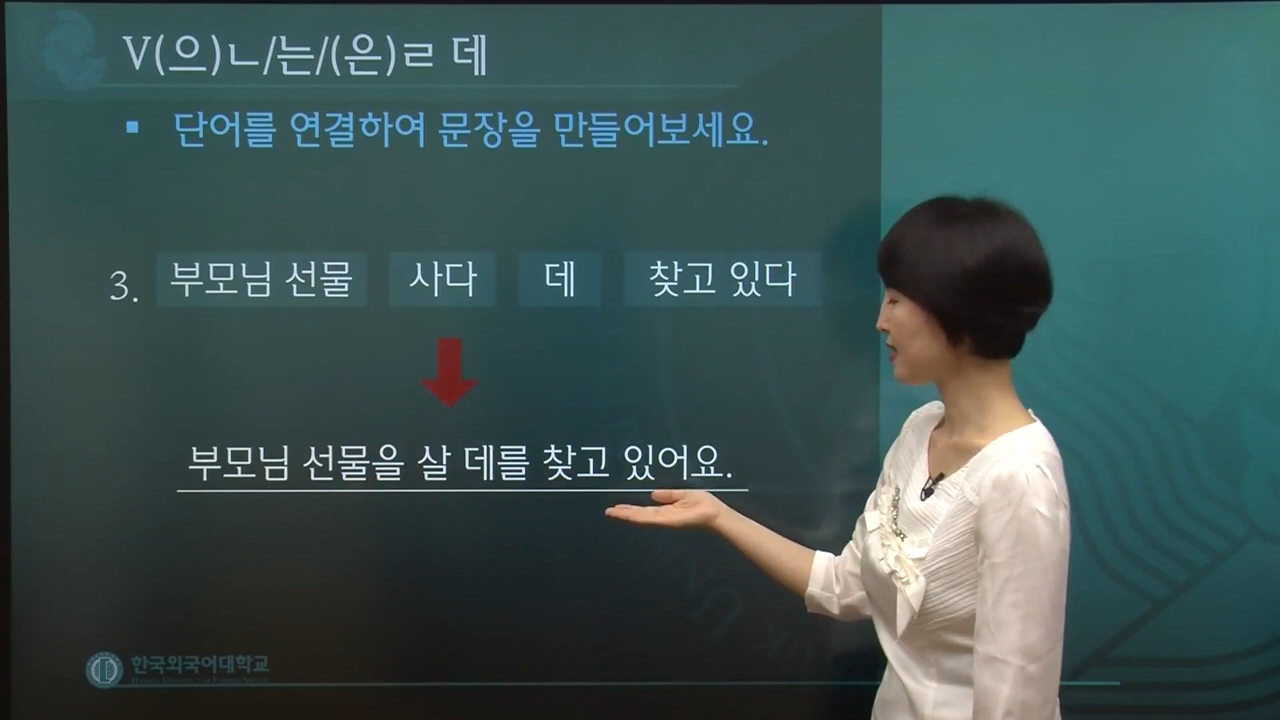 V(으)ㄴ/는/(은)ㄹ 데
▪ 단어를 연결하여 문장을 만들어보세요.
3. 부모님 선물 사다 데 찾고 있다
부모님 선물을 살 데를 찾고 있어요.
한국외국어대학교